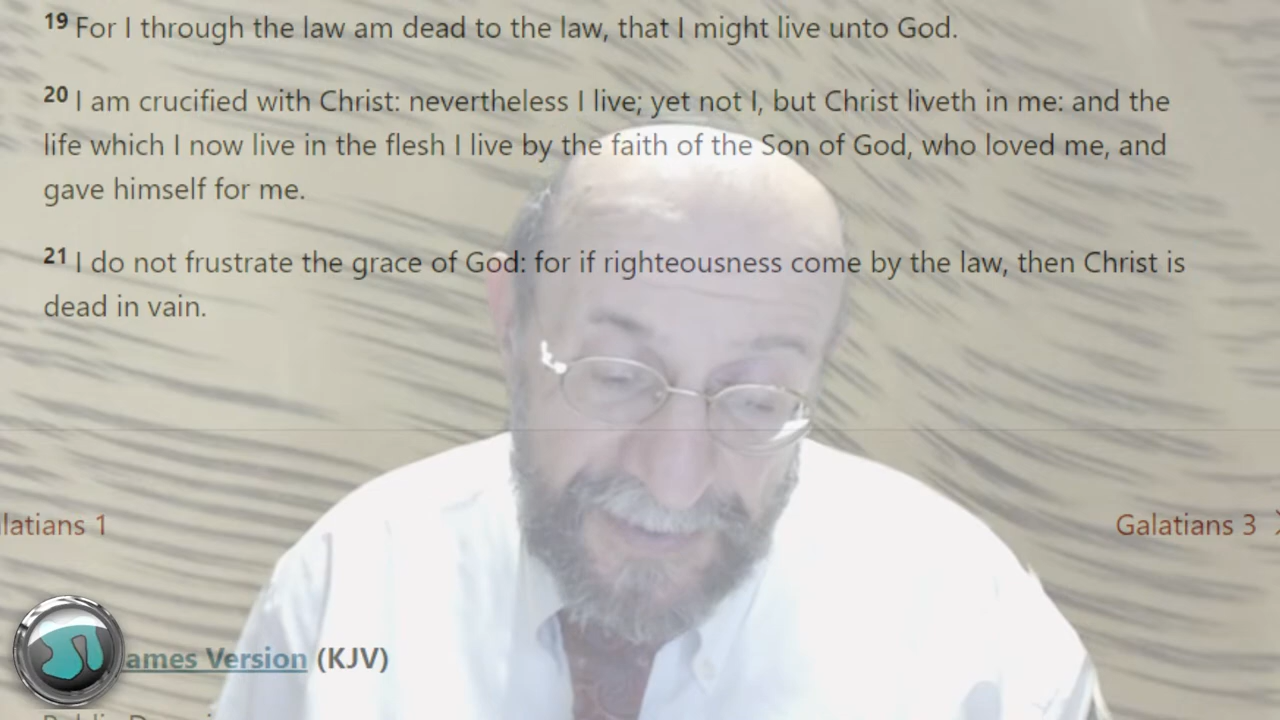 19 For I through the law am dead to the law, that I might live unto God.
20 I am crucified with Christ: nevertheless I live; yet not I, but Christ liveth in me: and the
life which I now live in the flesh I live by the faith of the Son of God, who loved me, and
gave himself for me.
21 I do not frustrate the grace of God: for if righteousness come by the law, then Christ is
dead in vain.
latians 1
Galatians 3
ames Version (KJV)